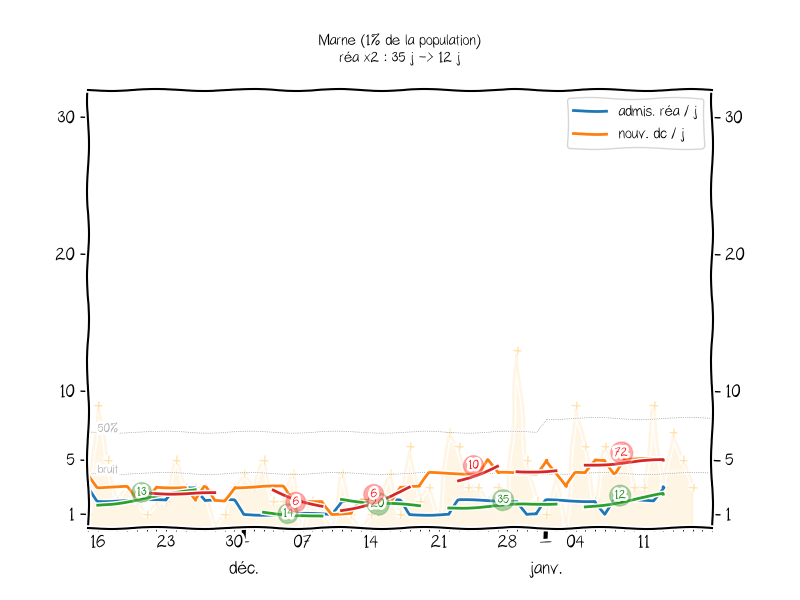 Marne (1% de la population)
réa x2 : 35 j -> 12 j
admis. réa / j
nouv. dc / j
30 30
20 20
10 10
50%
5 5
bruit
1 1
13 14 6 6 20 10 35 72 12
16 23 30 07 14 21 28 04 11
déc. janv.